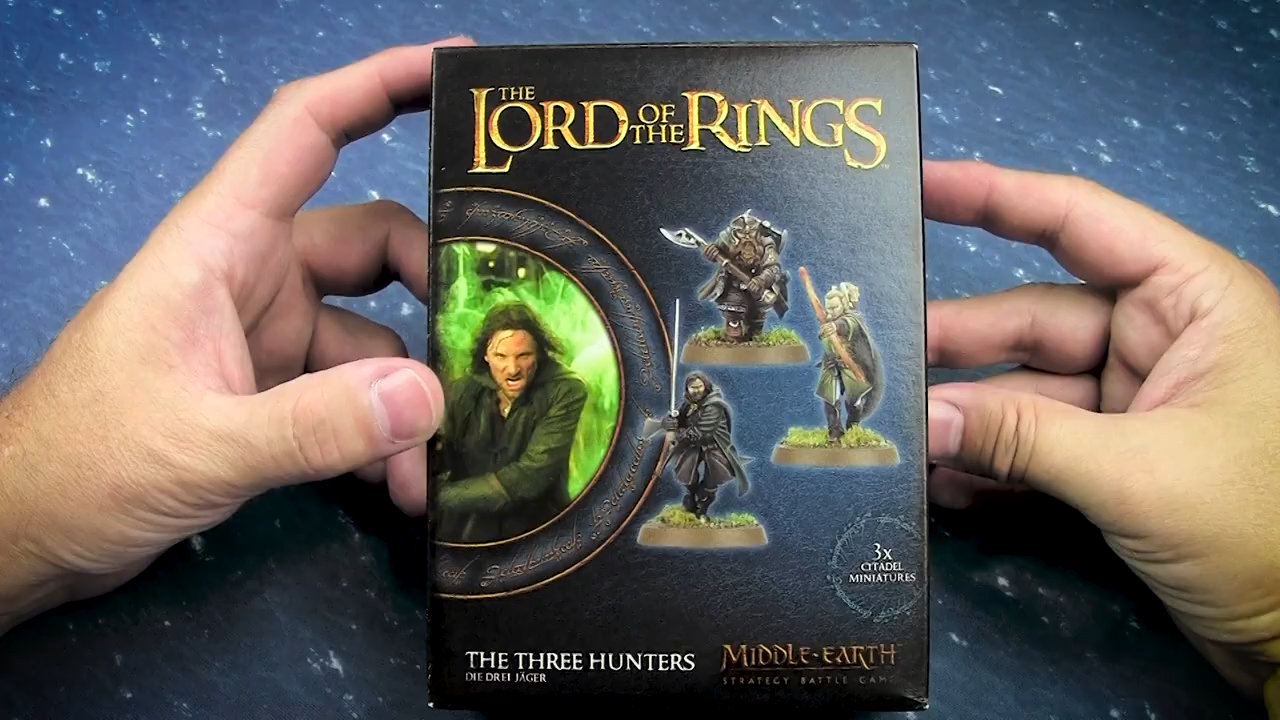 THE LORD OF THE RINGS
3x
CITADEL
MINIATURES
THE THREE HUNTERS
DIE DREI JÄGER
MIDDLE-EARTH
STRATEGY BATTLE GAME